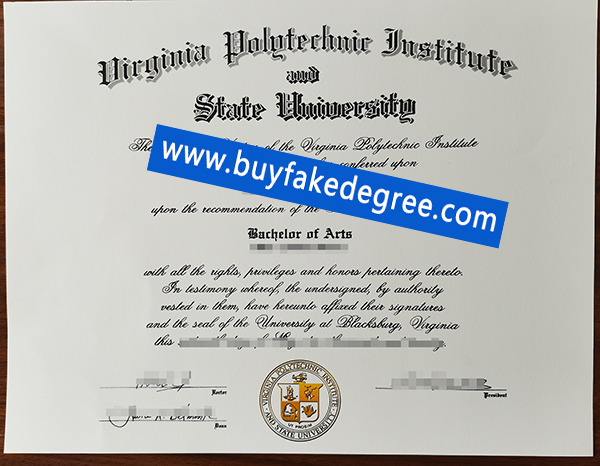 Virginia Polytechnic Institute
and
State University
The of the Virginia Polytechnic Institute
conferred upon
www.buyfakedegree.com
upon the recommendation of the
Bachelor of Arts
with all the rights, privileges and honors pertaining thereto.
In testimony whereof, the undersigned, by authority
vested in them, have hereunto affixed their signatures
and the seal of the University at Blacksburg, Virginia
this
Rector
President
Dean
VIRGINIA POLYTECHNIC INSTITUTE
AND STATE UNIVERSITY
UT PROSIM